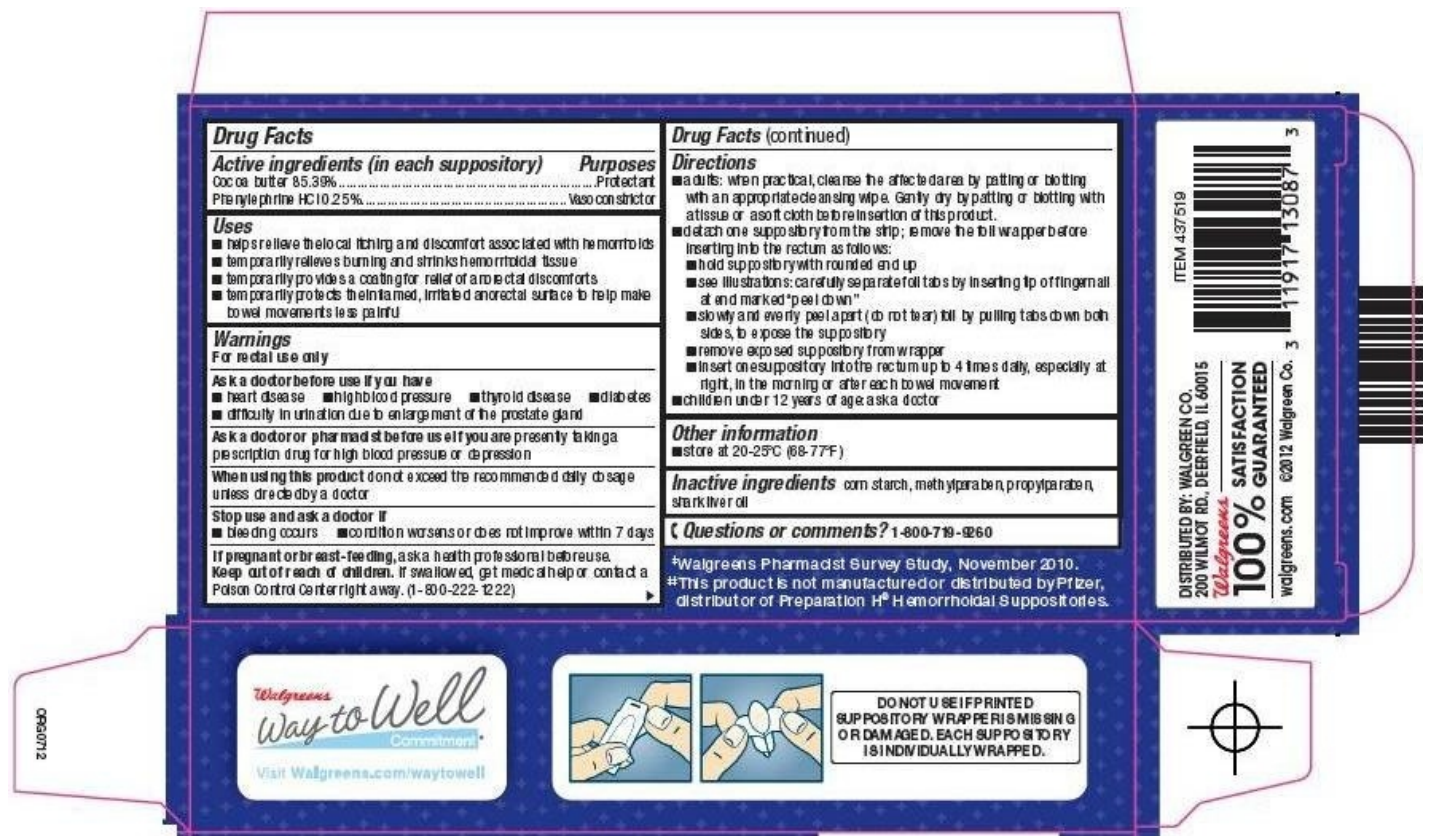 Drug Facts
Active ingredients (in each suppository) Purposes
Cocoa butter 85.39%.....Protectant
Phenylephrine HCl 0.25%.....Vasoconstrictor
Uses
■ helps relieve the local itching and discomfort associated with hemorrhoids
■ temporarily relieves burning and shrinks hemorrhoidal tissue
■ temporarily provides a coating for relief of anorectal discomforts
■ temporarily protects the inflamed, irritated anorectal surface to help make
bowel movements less painful
Warnings
For rectal use only
Ask a doctor before use if you have
■ heart disease ■ high blood pressure ■ thyroid disease ■ diabetes
■ difficulty in urination due to enlargement of the prostate gland
Ask a doctor or pharmacist before use if you are presently taking a
prescription drug for high blood pressure or depression
When using this product do not exceed the recommended daily dosage
unless directed by a doctor
Stop use and ask a doctor if
■ bleeding occurs ■ condition worsens or does not improve within 7 days
If pregnant or breast-feeding, ask a health professional before use.
Keep out of reach of children. If swallowed, get medical help or contact a
Poison Control Center right away. (1-800-222-1222)
Drug Facts (continued)
Directions
■ adults: when practical, cleanse the affected area by patting or blotting
with an appropriate cleansing wipe. Gently dry by patting or blotting with
a tissue or a soft cloth before insertion of this product.
■ detach one suppository from the strip; remove the foil wrapper before
inserting into the rectum as follows:
■ hold suppository with rounded end up
■ see illustrations: carefully separate foil tabs by inserting tip of fingernail
at end marked "peel down"
■ slowly and evenly peel apart (do not tear) foil by pulling tabs down both
sides, to expose the suppository
■ remove exposed suppository from wrapper
■ insert one suppository into the rectum up to 4 times daily, especially at
night, in the morning or after each bowel movement
■ children under 12 years of age: ask a doctor
Other information
■ store at 20-25°C (68-77°F)
Inactive ingredients corn starch, methylparaben, propylparaben,
shark liver oil
Questions or comments? 1-800-719-9260
‡Walgreens Pharmacist Survey Study, November 2010.
‡‡This product is not manufactured or distributed by Pfizer,
distributor of Preparation H® Hemorrhoidal Suppositories.
ITEM 437519
3 11917 13087 3
DISTRIBUTED BY: WALGREEN CO.
200 WILMOT RD., DEERFIELD, IL 60015
Walgreens
100% SATISFACTION GUARANTEED
walgreens.com ©2012 Walgreen Co.
Walgreens
Way to Well
Commitment®
Visit Walgreens.com/waytowell
DO NOT USE IF PRINTED
SUPPOSITORY WRAPPER IS MISSING
OR DAMAGED. EACH SUPPOSITORY
IS INDIVIDUALLY WRAPPED.
ORG0712